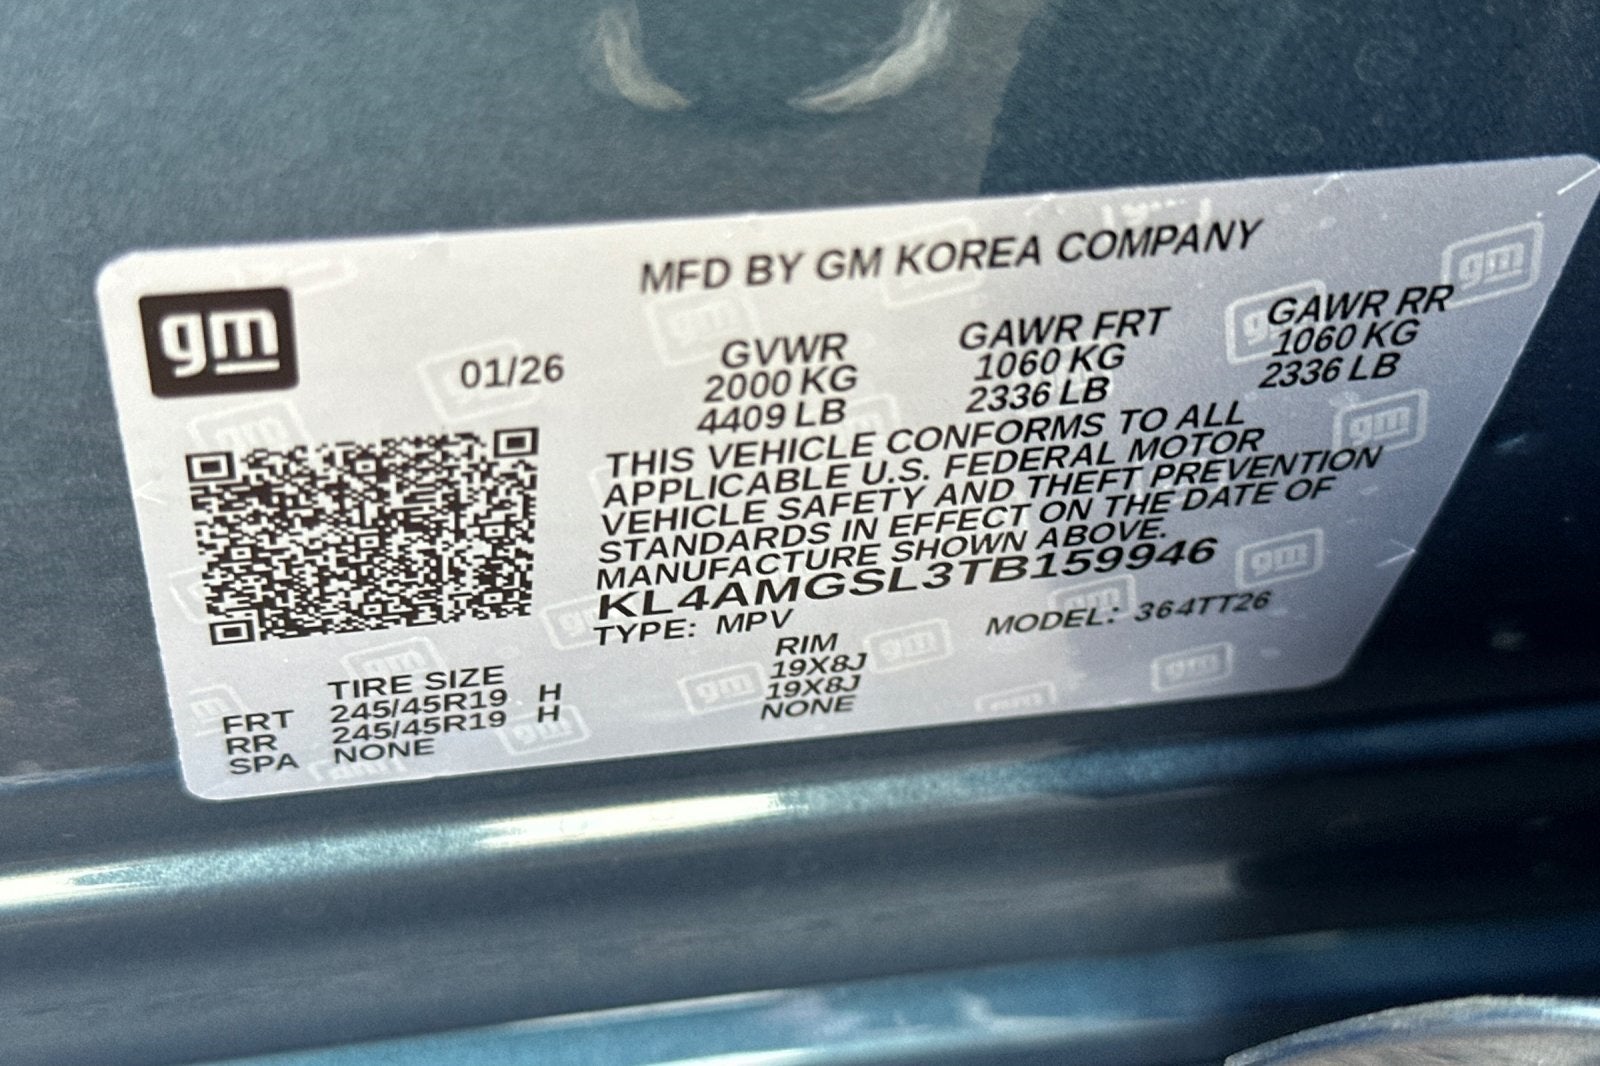 MFD BY GM KOREA COMPANY
gm
01/26
GVWR GAWR FRT GAWR RR
2000 KG 1060 KG 1060 KG
4409 LB 2336 LB 2336 LB
THIS VEHICLE CONFORMS TO ALL
APPLICABLE U.S. FEDERAL MOTOR
VEHICLE SAFETY AND THEFT PREVENTION
STANDARDS IN EFFECT ON THE DATE OF
MANUFACTURE SHOWN ABOVE.
KL4AMGSL3TB159946
TYPE: MPV MODEL: 364TT26
TIRE SIZE RIM
FRT 245/45R19 H 19X8J
RR 245/45R19 H 19X8J
SPA NONE NONE